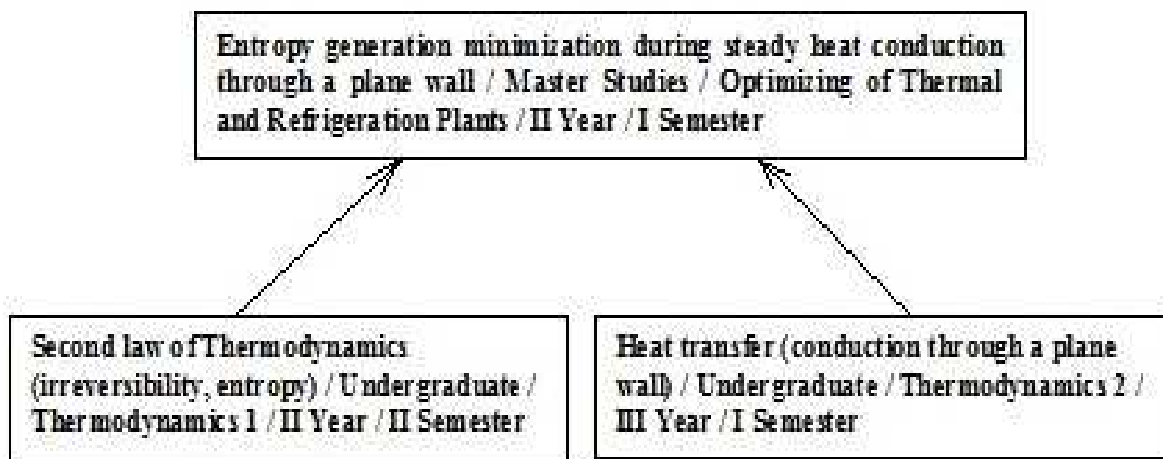 Entropy generation minimization during steady heat conduction
through a plane wall / Master Studies / Optimizing of Thermal
and Refrigeration Plants / II Year / I Semester
Second law of Thermodynamics
(irreversibility, entropy) / Undergraduate /
Thermodynamics 1 / II Year / II Semester
Heat transfer (conduction through a plane
wall) / Undergraduate / Thermodynamics 2 /
III Year / I Semester